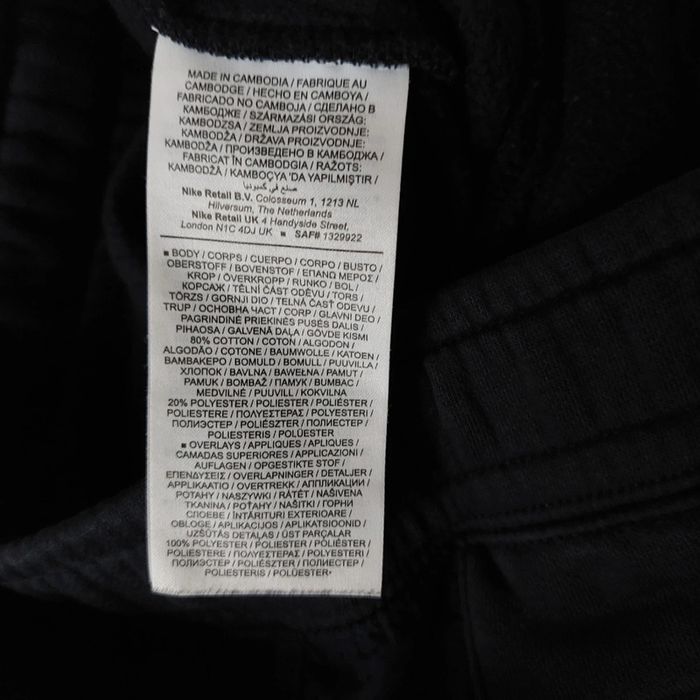 MADE IN CAMBODIA / FABRIQUE AU
CAMBODGE / HECHO EN CAMBOYA /
FABRICADO NO CAMBOJA / СДЕЛАНО В
КАМБОДЖЕ / SZÁRMAZÁSI ORSZÁG:
KAMBODZSA / ZEMLJA PROIZVODNJE:
KAMBODŽA / DRŽAVA PROIZVODNJE:
KAMBODŽA / ПРОИЗВЕДЕНО В КАМБОДЖА /
FABRICAT ÎN CAMBODGIA / RAŽOTS:
KAMBODŽĀ / KAMBOÇYA'DA YAPILMIŞTIR /
صنع في كمبوديا
Nike Retail B.V. Colosseum 1, 1213 NL
Hilversum, The Netherlands
Nike Retail UK 4 Handyside Street,
London N1C 4DJ UK ■ SAF# 1329922
■ BODY / CORPS / CUERPO / CORPO / BUSTO /
OBERSTOFF / BOVENSTOF / ΕΠΑΝΩ ΜΕΡΟΣ /
KROP / ÖVERKROPP / RUNKO / BOL /
КОРСАЖ / TĚLNÍ ČÁST ODĚVU / TORS /
TÖRZS / GORNJI DIO / TELNÁ ČASŤ ODEVU /
TRUP / ОСНОВНА ЧАСТ / CORP / GLAVNI DEO /
PAGRINDINĖ PRIEKINĖS PUSĖS DALIS /
PIHAOSA / GALVENĀ DAĻA / GÖVDE KISMI
80% COTTON / COTON / ALGODÓN /
ALGODÃO / COTONE / BAUMWOLLE / KATOEN /
ΒΑΜΒΑΚΕΡΟ / BOMULD / BOMULL / PUUVILLA /
ХЛОПОК / BAVLNA / BAWEŁNA / PAMUT /
PAMUK / BOMBAŽ / ПАМУК / BUMBAC /
MEDVILNĖ / PUUVILL / KOKVILNA
20% POLYESTER / POLIESTER / POLIÉSTER /
POLIESTERE / ΠΟΛΥΕΣΤΕΡΑΣ / POLYESTERI /
ПОЛИЭСТЕР / POLIÉSZTER / ПОЛИЕСТЕР /
POLIESTERIS / POLÜESTER
■ OVERLAYS / APPLIQUES / APLIQUES /
CAMADAS SUPERIORES / APPLICAZIONI /
AUFLAGEN / OPGESTIKTE STOF /
ΕΠΕΝΔΥΣΕΙΣ / OVERLAPNINGER / DETALJER /
APPLIKAATIO / OVERTREKK / АППЛИКАЦИИ /
POTAHY / NASZYWKI / RÁTÉT / NAŠIVENA
TKANINA / POŤAHY / NAŠITKI / ГОРНИ
СЛОЕВЕ / ÎNTĂRITURI EXTERIOARE /
OBLOGE / APLIKACIJOS / APLIKATSIOONID /
UZŠŪTĀS DETAĻAS / ÜST PARÇALAR
100% POLYESTER / POLIESTER / POLIÉSTER /
POLIESTERE / ΠΟΛΥΕΣΤΕΡΑΣ / POLYESTERI /
ПОЛИЭСТЕР / POLIÉSZTER / ПОЛИЕСТЕР /
POLIESTERIS / POLÜESTER·